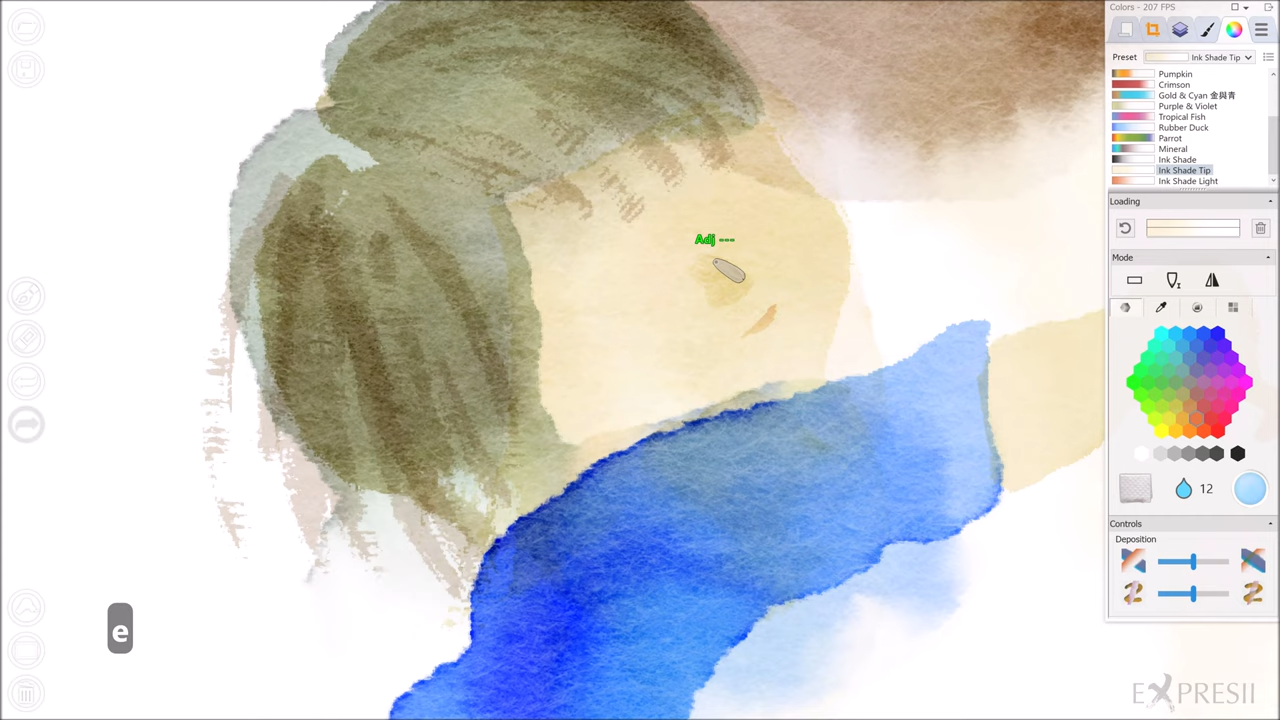 Colors - 207 FPS
Preset
Ink Shade Tip
Pumpkin
Crimson
Gold & Cyan 金與青
Purple & Violet
Tropical Fish
Rubber Duck
Parrot
Mineral
Ink Shade
Ink Shade Tip
Ink Shade Light
Loading
Mode
12
Controls
Deposition
Adj ---
e
EXPRESII